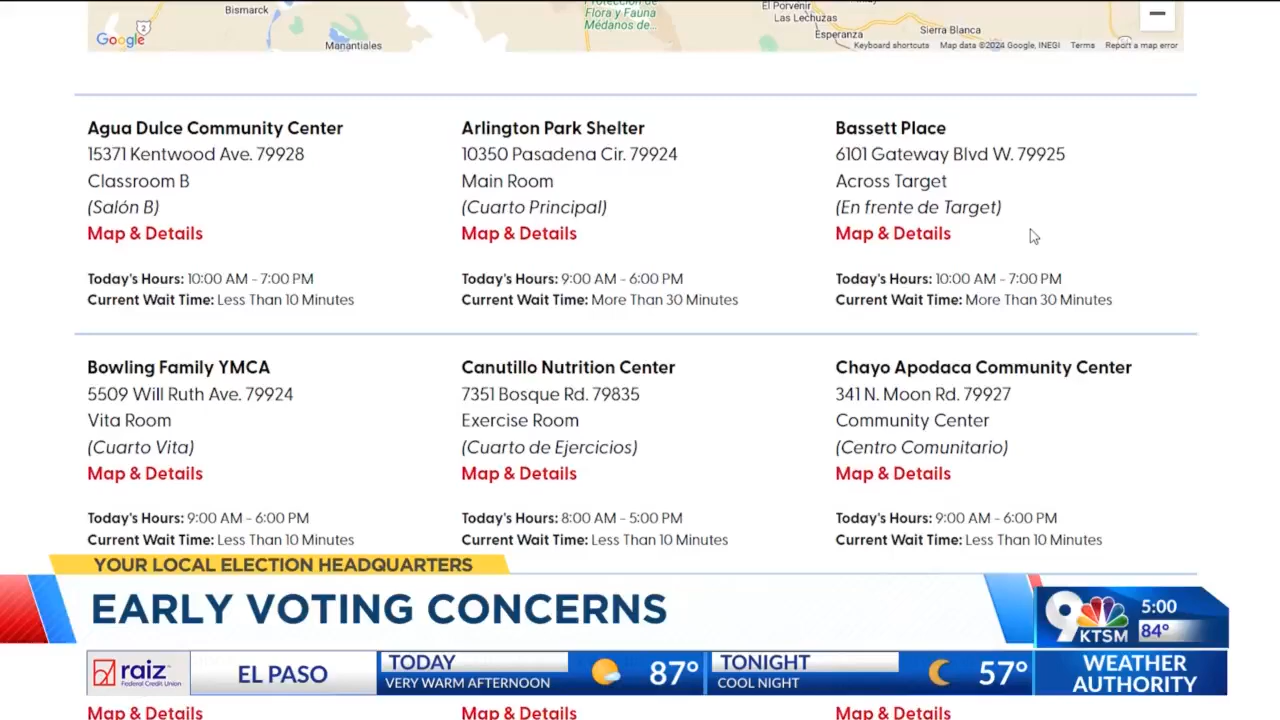 Bismarck
2
Google
Manantiales
Protección de
Flora y Fauna
Médanos de...
El Porvenir
Las Lechuzas
Esperanza
Sierra Blanca
Keyboard shortcuts
Map data ©2024 Google, INEGI
Terms
Report a map error
Agua Dulce Community Center
15371 Kentwood Ave. 79928
Classroom B
(Salón B)
Map & Details
Today's Hours: 10:00 AM - 7:00 PM
Current Wait Time: Less Than 10 Minutes
Arlington Park Shelter
10350 Pasadena Cir. 79924
Main Room
(Cuarto Principal)
Map & Details
Today's Hours: 9:00 AM - 6:00 PM
Current Wait Time: More Than 30 Minutes
Bassett Place
6101 Gateway Blvd W. 79925
Across Target
(En frente de Target)
Map & Details
Today's Hours: 10:00 AM - 7:00 PM
Current Wait Time: More Than 30 Minutes
Bowling Family YMCA
5509 Will Ruth Ave. 79924
Vita Room
(Cuarto Vita)
Map & Details
Today's Hours: 9:00 AM - 6:00 PM
Current Wait Time: Less Than 10 Minutes
Canutillo Nutrition Center
7351 Bosque Rd. 79835
Exercise Room
(Cuarto de Ejercicios)
Map & Details
Today's Hours: 8:00 AM - 5:00 PM
Current Wait Time: Less Than 10 Minutes
Chayo Apodaca Community Center
341 N. Moon Rd. 79927
Community Center
(Centro Comunitario)
Map & Details
Today's Hours: 9:00 AM - 6:00 PM
Current Wait Time: Less Than 10 Minutes
YOUR LOCAL ELECTION HEADQUARTERS
EARLY VOTING CONCERNS
9
KTSM
5:00
84°
raiz
Federal Credit Union
EL PASO
TODAY
VERY WARM AFTERNOON
87°
TONIGHT
COOL NIGHT
57°
WEATHER
AUTHORITY
Map & Details
Map & Details
Map & Details